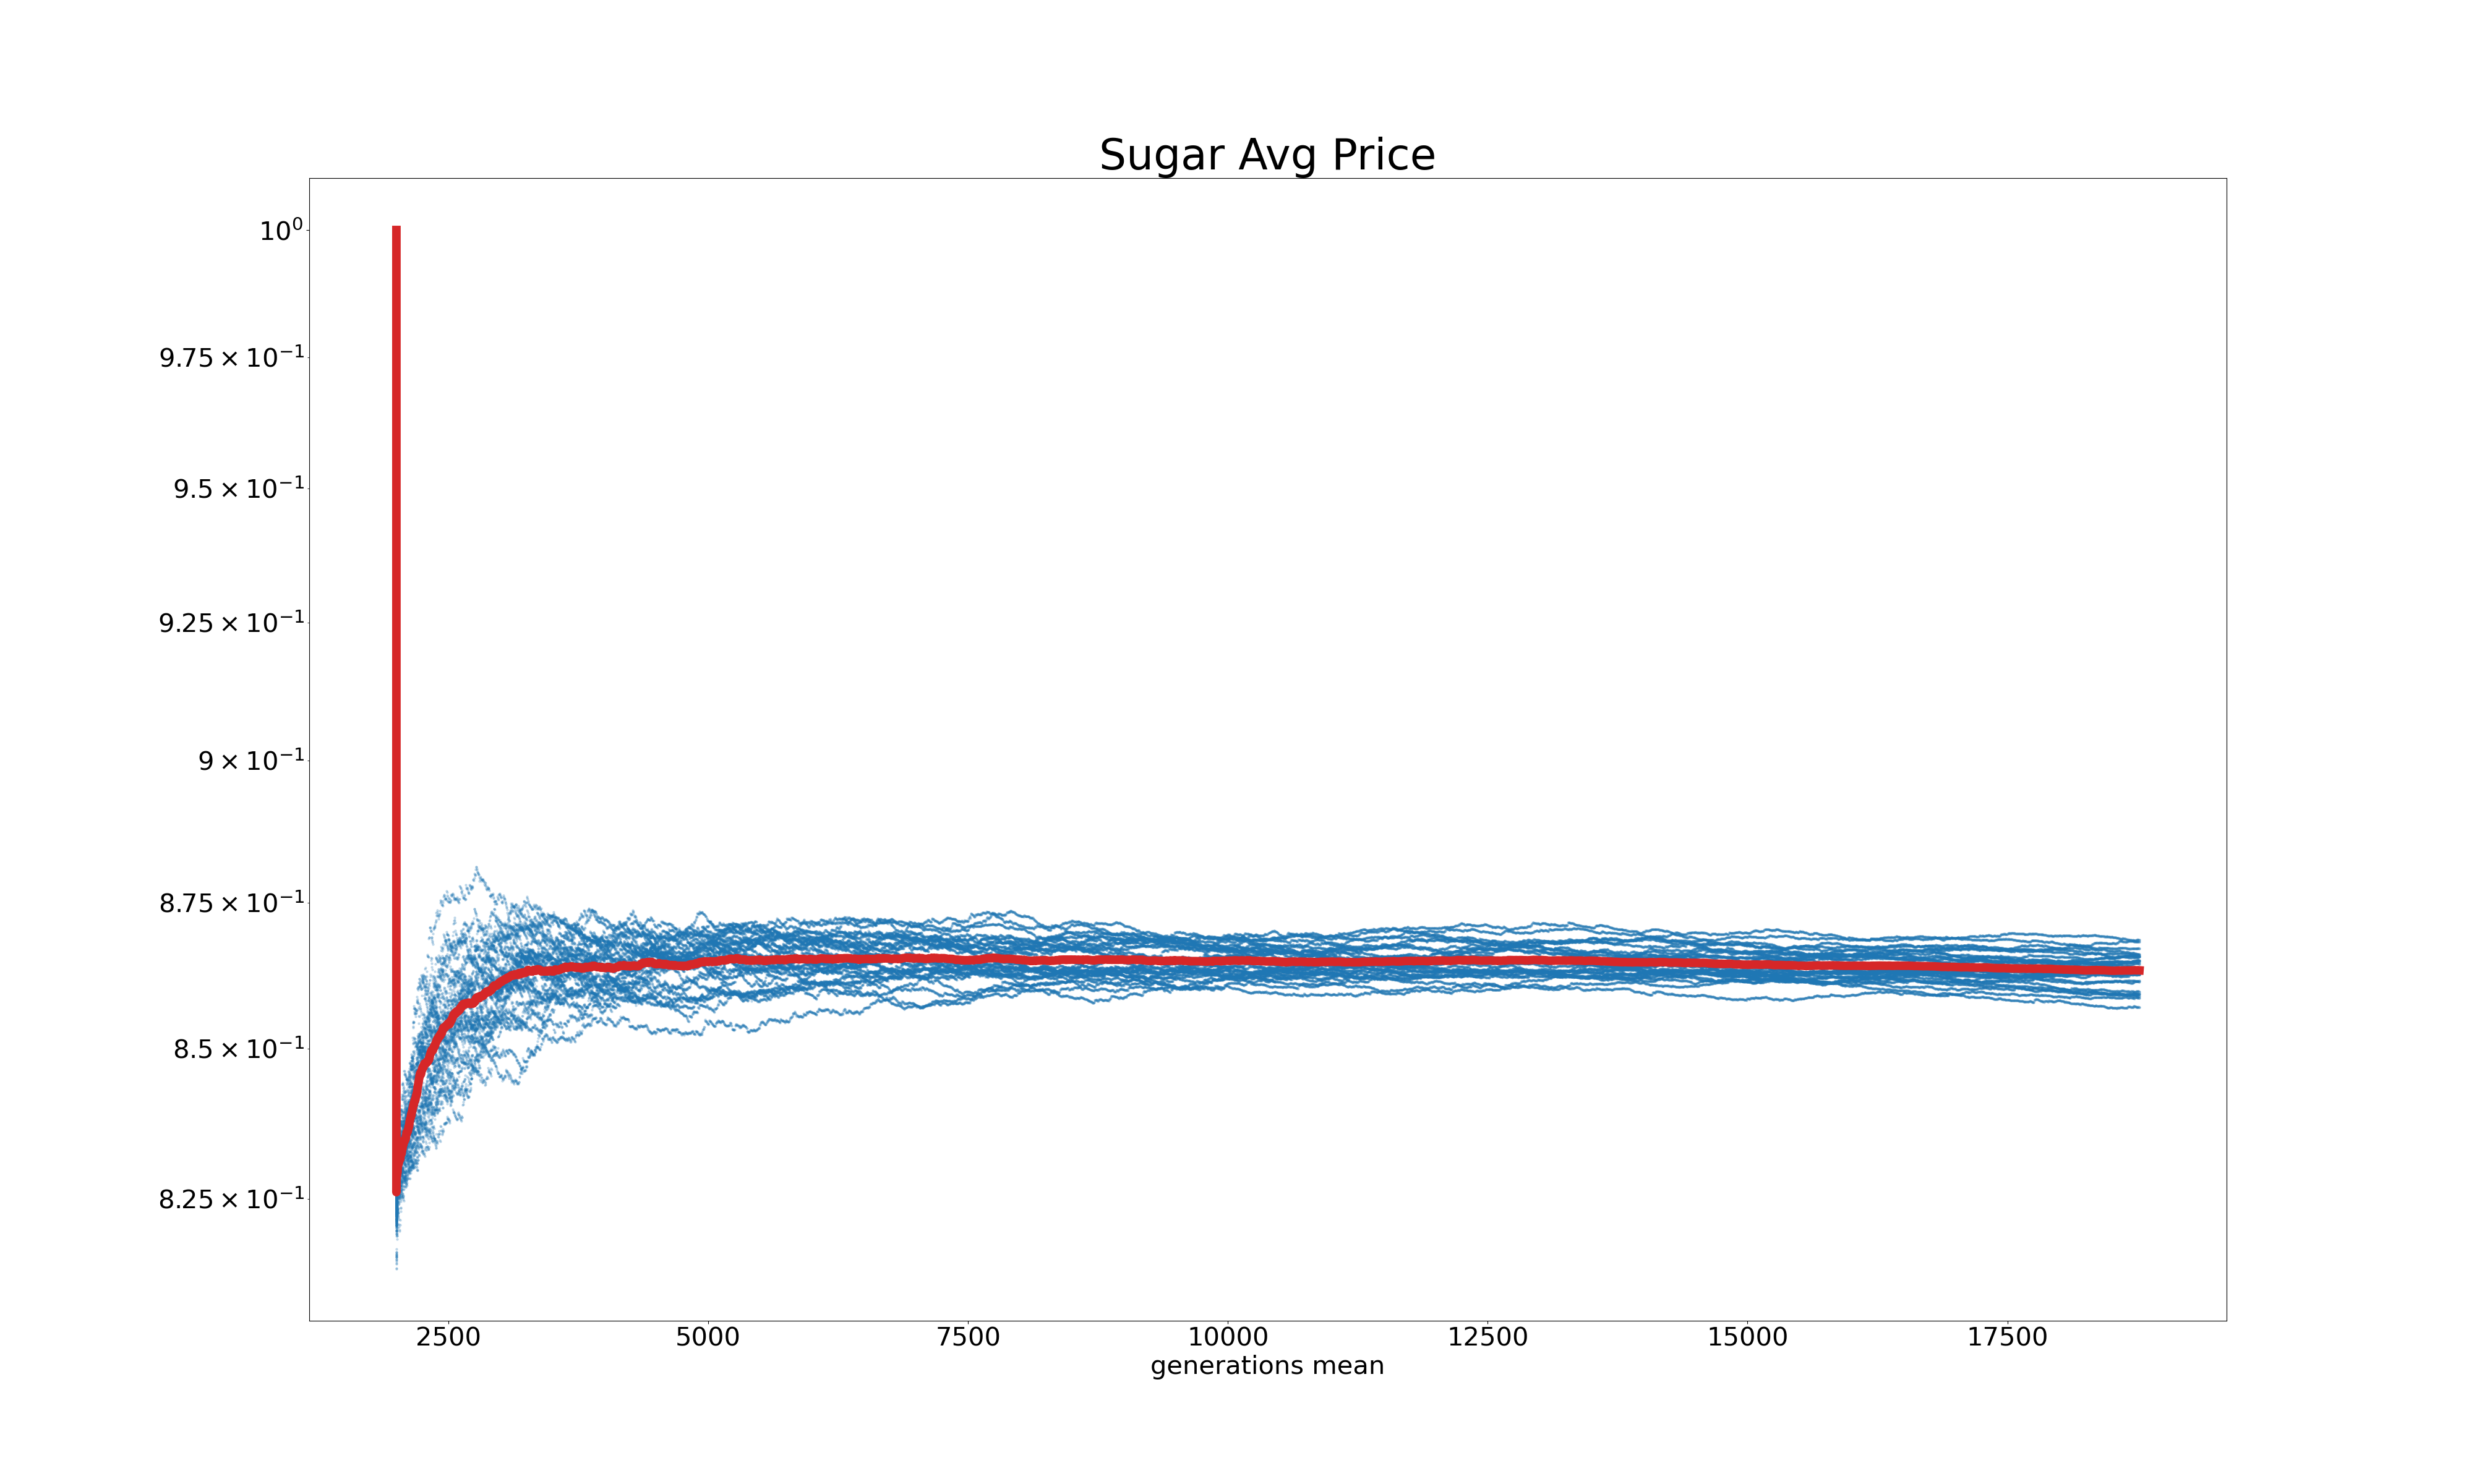 Sugar Avg Price
10⁰
9.75 × 10⁻¹
9.5 × 10⁻¹
9.25 × 10⁻¹
9 × 10⁻¹
8.75 × 10⁻¹
8.5 × 10⁻¹
8.25 × 10⁻¹
2500 5000 7500 10000 12500 15000 17500
generations mean